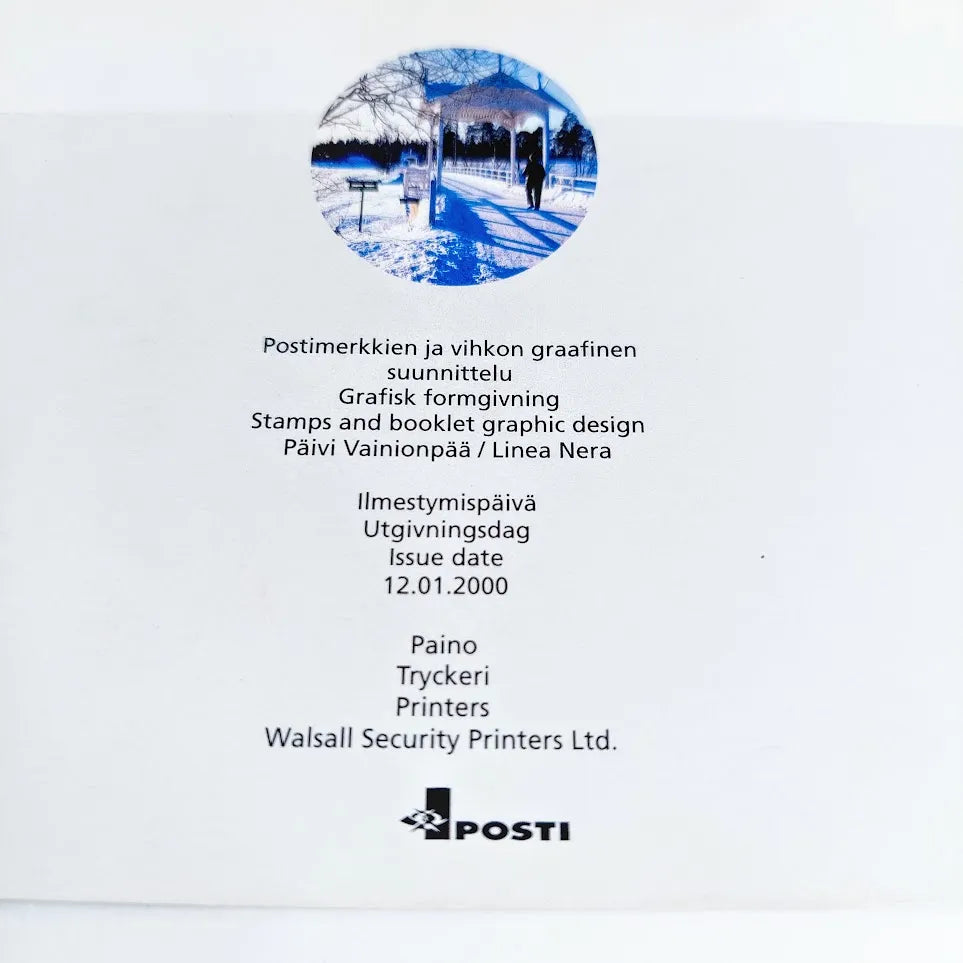 Postimerkkien ja vihkon graafinen
suunnittelu
Grafisk formgivning
Stamps and booklet graphic design
Päivi Vainionpää / Linea Nera
Ilmestymispäivä
Utgivningsdag
Issue date
12.01.2000
Paino
Tryckeri
Printers
Walsall Security Printers Ltd.
POSTI